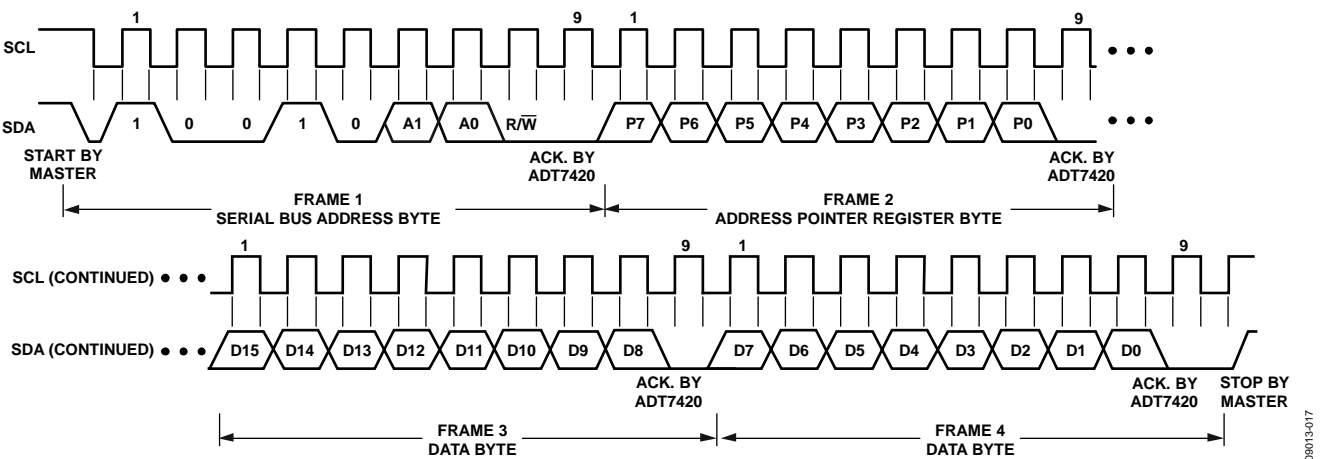 1 9 1 9
SCL
SDA 1 0 0 1 0 A1 A0 R/W̅ P7 P6 P5 P4 P3 P2 P1 P0
START BY
MASTER
ACK. BY
ADT7420
ACK. BY
ADT7420
FRAME 1
SERIAL BUS ADDRESS BYTE
FRAME 2
ADDRESS POINTER REGISTER BYTE
1 9 1 9
SCL (CONTINUED)
SDA (CONTINUED) D15 D14 D13 D12 D11 D10 D9 D8 D7 D6 D5 D4 D3 D2 D1 D0
ACK. BY
ADT7420
ACK. BY
ADT7420
STOP BY
MASTER
FRAME 3
DATA BYTE
FRAME 4
DATA BYTE
09013-017